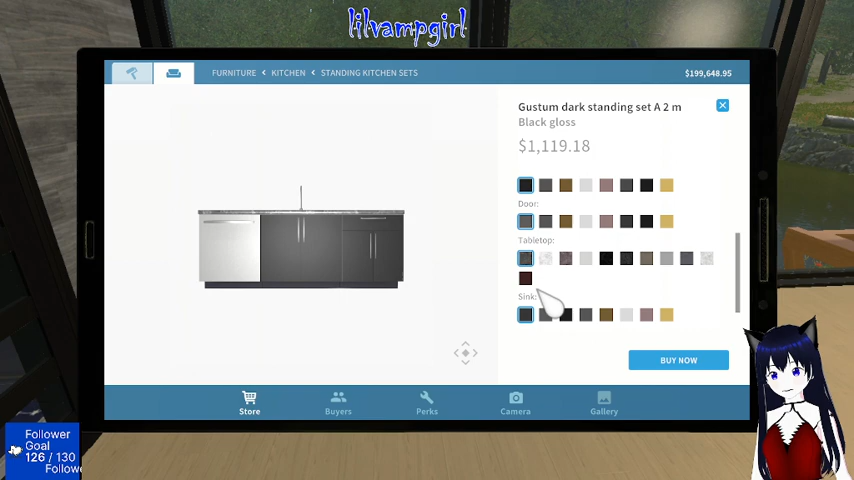 lilvampgirl
FURNITURE < KITCHEN < STANDING KITCHEN SETS
$199,648.95
Gustum dark standing set A 2 m
Black gloss
$1,119.18
Door:
Tabletop:
Sink:
BUY NOW
Store
Buyers
Perks
Camera
Gallery
Follower
Goal
126 / 130
Followe